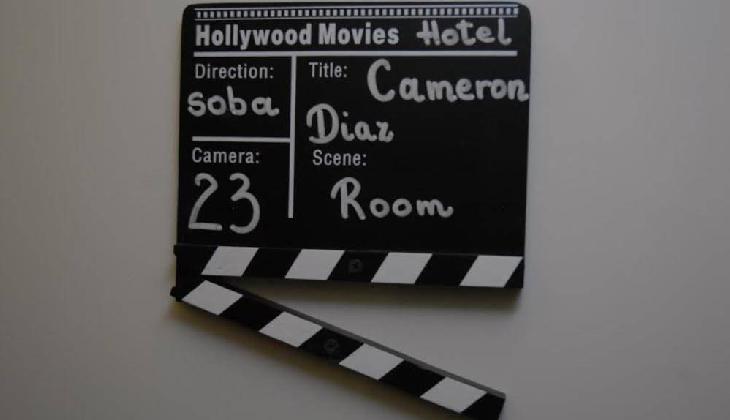 Hollywood Movies Hotel
Direction:
soba
Title: Cameron
Diaz
Camera:
23
Scene:
Room